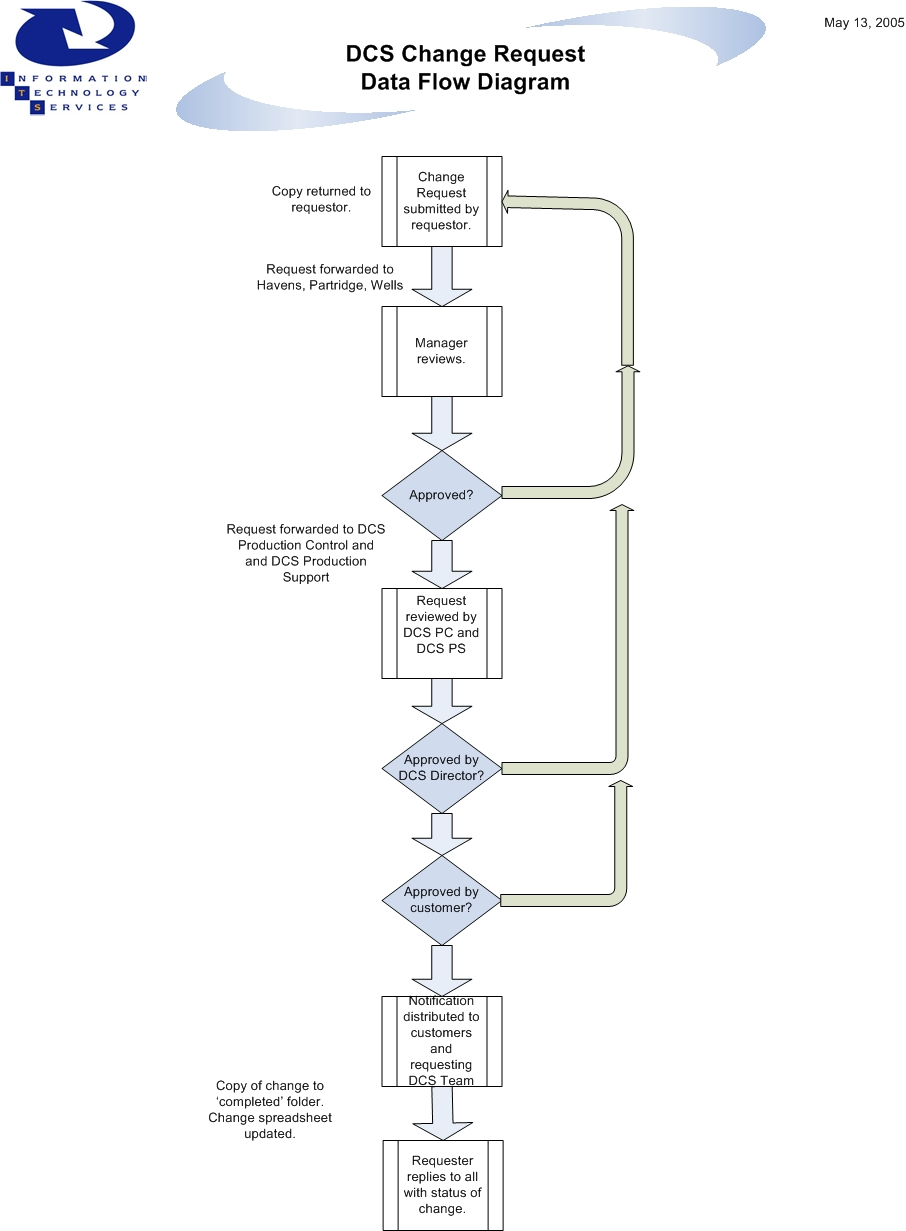 May 13, 2005
DCS Change Request
Data Flow Diagram
INFORMATION
TECHNOLOGY
SERVICES
Copy returned to
requestor.
Change
Request
submitted by
requestor.
Request forwarded to
Havens, Partridge, Wells
Manager
reviews.
Approved?
Request forwarded to DCS
Production Control and
and DCS Production
Support
Request
reviewed by
DCS PC and
DCS PS
Approved by
DCS Director?
Approved by
customer?
Notification
distributed to
customers
and
requesting
DCS Team
Copy of change to
‘completed’ folder.
Change spreadsheet
updated.
Requester
replies to all
with status of
change.